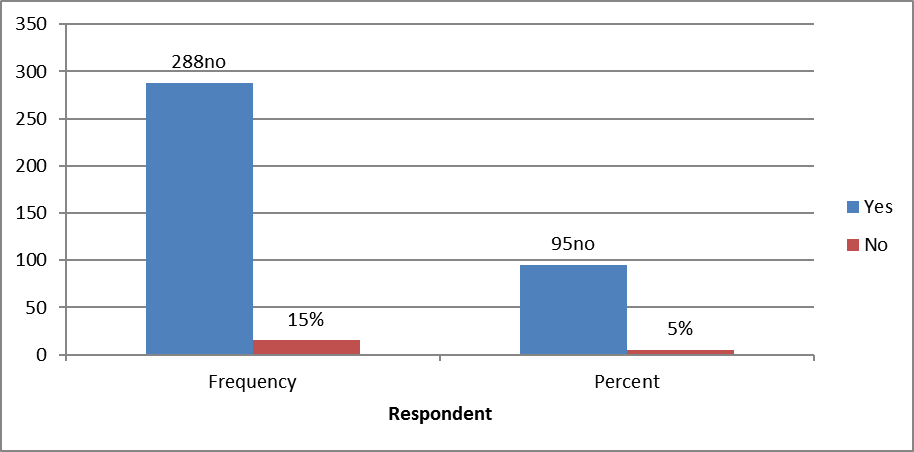 350
300
250
200
150
100
50
0
288no
15%
95no
5%
Frequency
Percent
Respondent
Yes
No